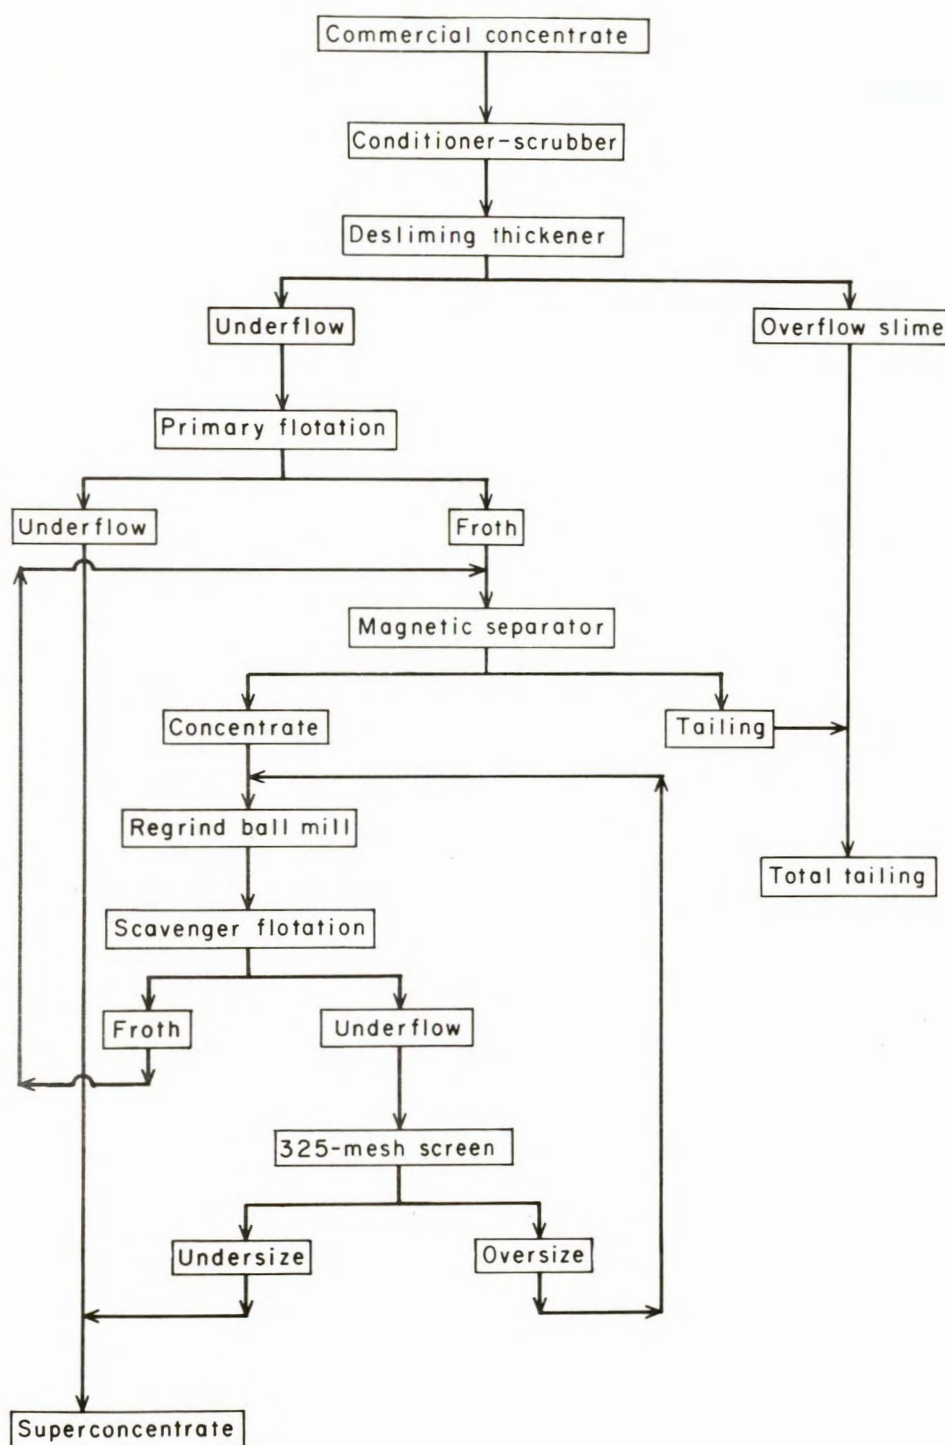 Commercial concentrate
Conditioner-scrubber
Desliming thickener
Underflow
Overflow slime
Primary flotation
Underflow
Froth
Magnetic separator
Concentrate
Tailing
Regrind ball mill
Total tailing
Scavenger flotation
Froth
Underflow
325-mesh screen
Undersize
Oversize
Superconcentrate